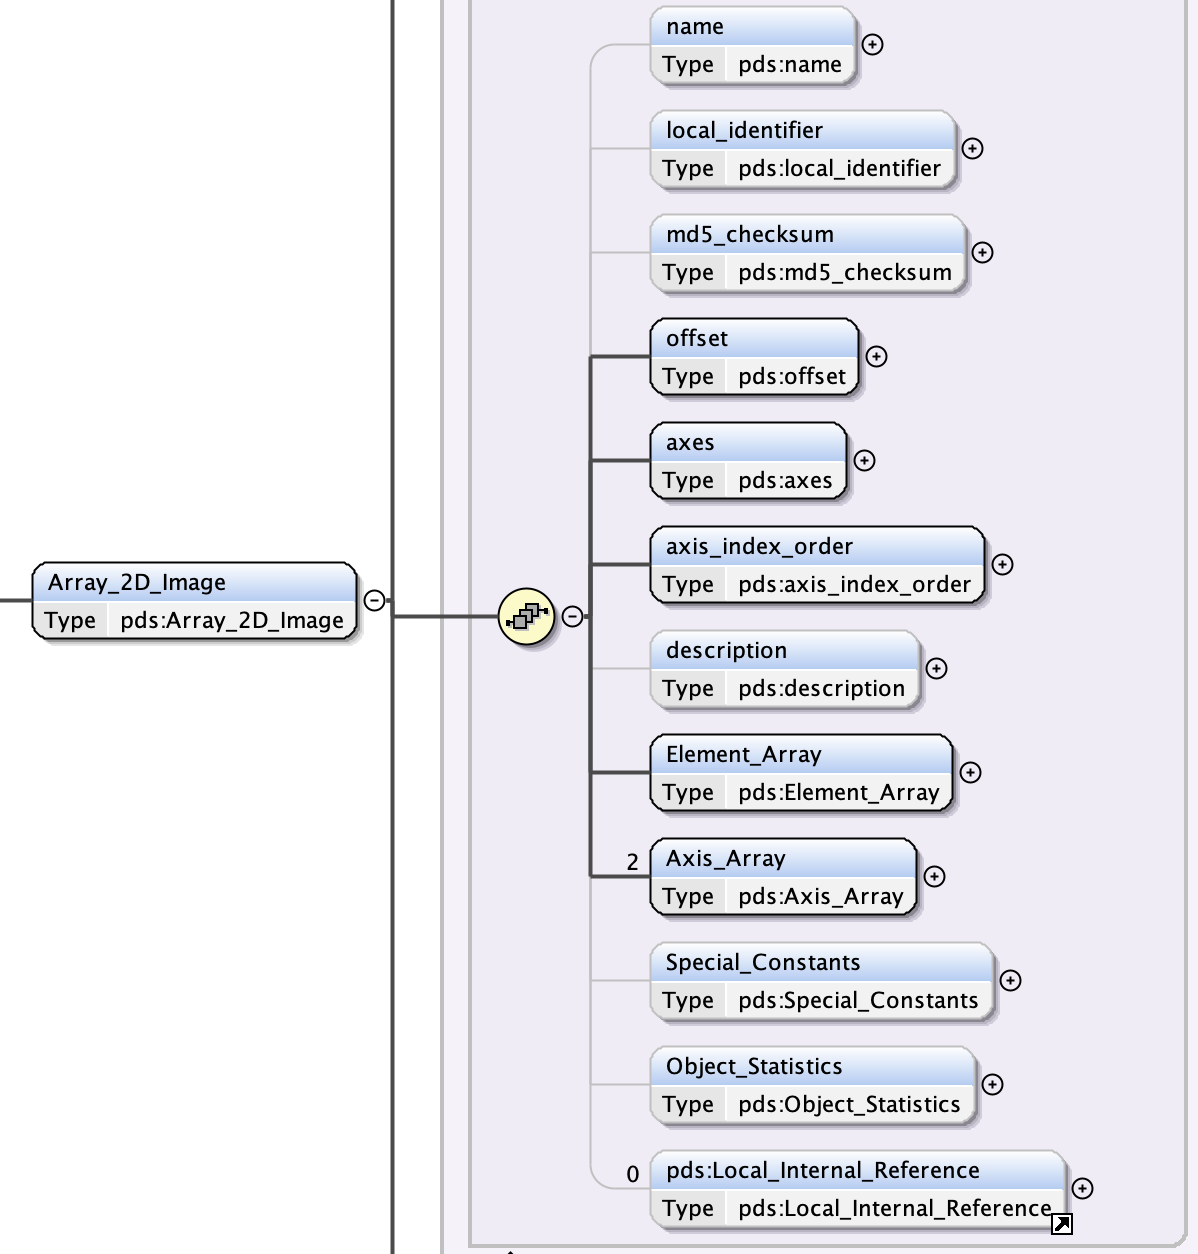 name
Type pds:name
local_identifier
Type pds:local_identifier
md5_checksum
Type pds:md5_checksum
offset
Type pds:offset
axes
Type pds:axes
axis_index_order
Type pds:axis_index_order
Array_2D_Image
Type pds:Array_2D_Image
description
Type pds:description
Element_Array
Type pds:Element_Array
2 Axis_Array
Type pds:Axis_Array
Special_Constants
Type pds:Special_Constants
Object_Statistics
Type pds:Object_Statistics
0 pds:Local_Internal_Reference
Type pds:Local_Internal_Reference